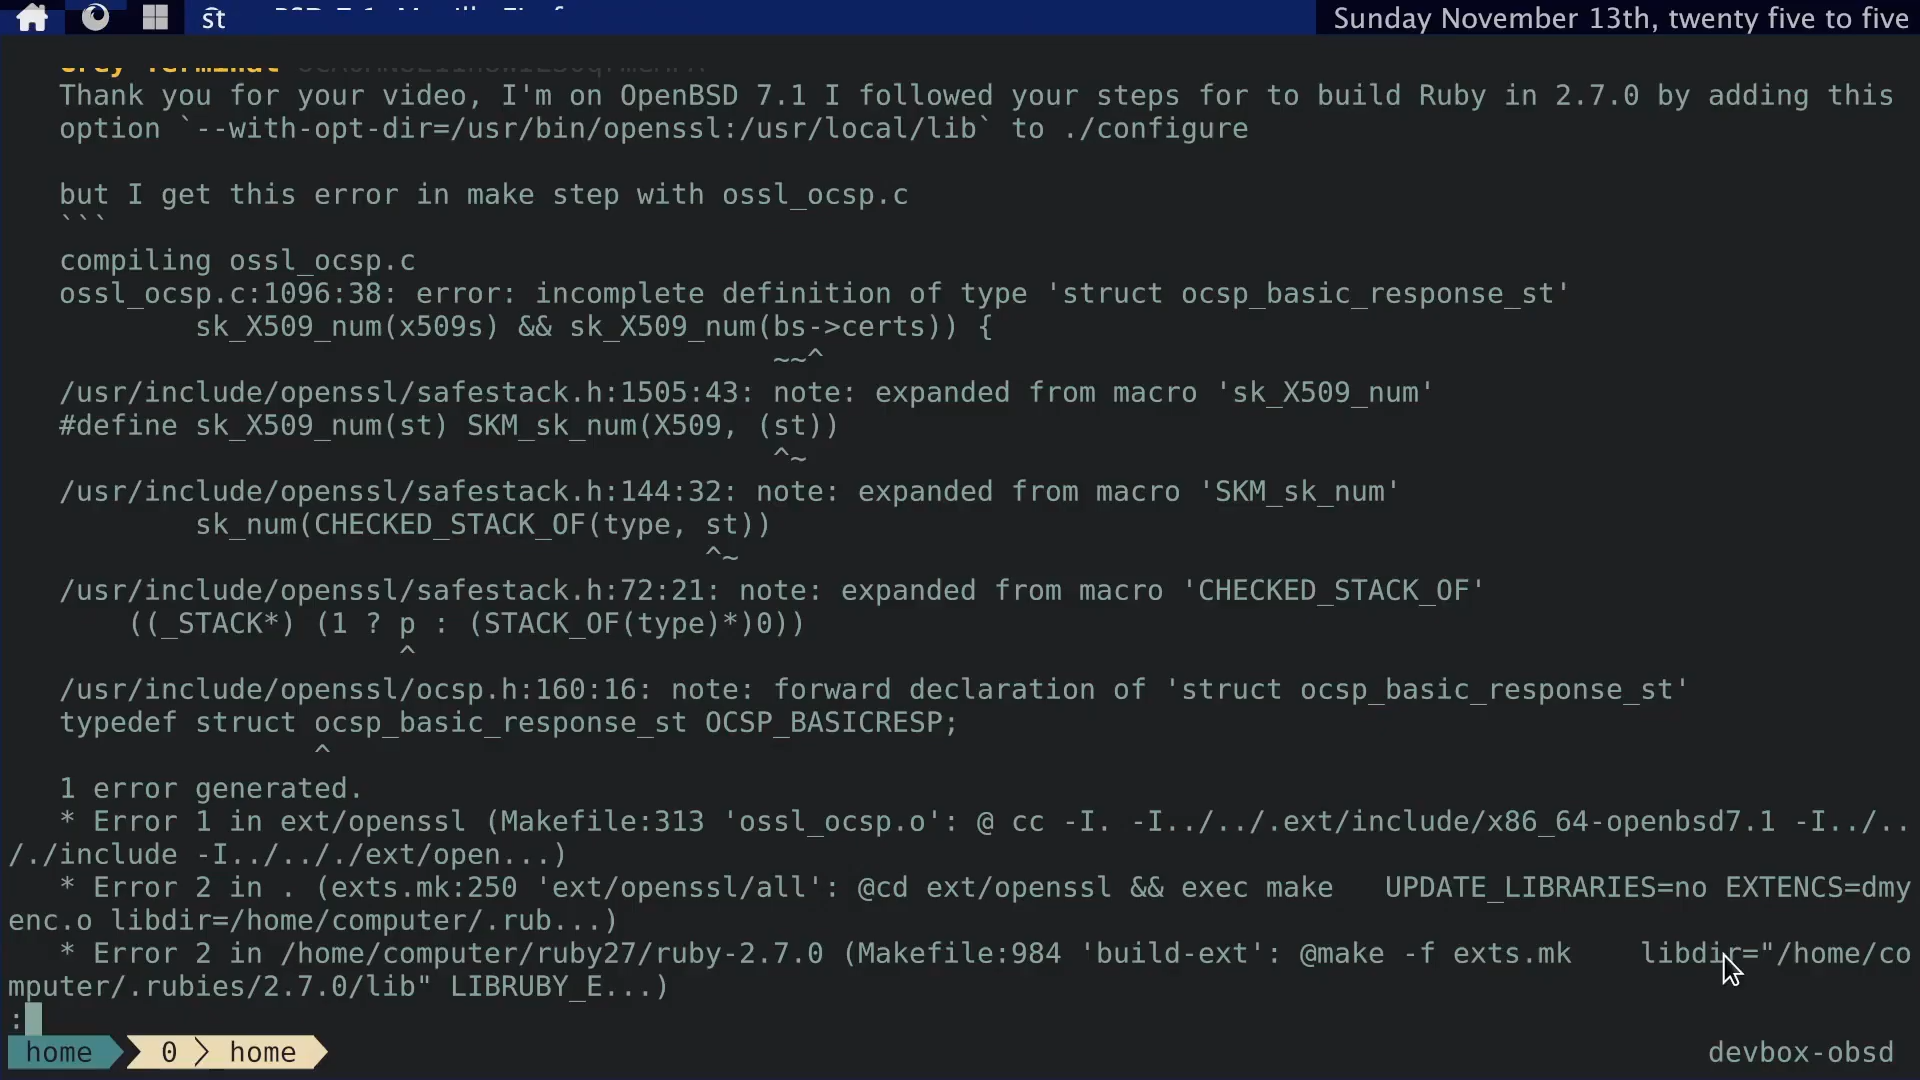 st
Sunday November 13th, twenty five to five
Grey Terminal
Thank you for your video, I'm on OpenBSD 7.1 I followed your steps for to build Ruby in 2.7.0 by adding this
option `--with-opt-dir=/usr/bin/openssl:/usr/local/lib` to ./configure
but I get this error in make step with ossl_ocsp.c
```
compiling ossl_ocsp.c
ossl_ocsp.c:1096:38: error: incomplete definition of type 'struct ocsp_basic_response_st'
sk_X509_num(x509s) && sk_X509_num(bs->certs)) {
~~^
/usr/include/openssl/safestack.h:1505:43: note: expanded from macro 'sk_X509_num'
#define sk_X509_num(st) SKM_sk_num(X509, (st))
^~
/usr/include/openssl/safestack.h:144:32: note: expanded from macro 'SKM_sk_num'
sk_num(CHECKED_STACK_OF(type, st))
^~
/usr/include/openssl/safestack.h:72:21: note: expanded from macro 'CHECKED_STACK_OF'
((_STACK*) (1 ? p : (STACK_OF(type)*)0))
^
/usr/include/openssl/ocsp.h:160:16: note: forward declaration of 'struct ocsp_basic_response_st'
typedef struct ocsp_basic_response_st OCSP_BASICRESP;
^
1 error generated.
* Error 1 in ext/openssl (Makefile:313 'ossl_ocsp.o': @ cc -I. -I../../.ext/include/x86_64-openbsd7.1 -I../..
/./include -I../.././ext/open...)
* Error 2 in . (exts.mk:250 'ext/openssl/all': @cd ext/openssl && exec make   UPDATE_LIBRARIES=no EXTENCS=dmy
enc.o libdir=/home/computer/.rub...)
* Error 2 in /home/computer/ruby27/ruby-2.7.0 (Makefile:984 'build-ext': @make -f exts.mk    libdir="/home/co
mputer/.rubies/2.7.0/lib" LIBRUBY_E...)
:
home 0 home
devbox-obsd